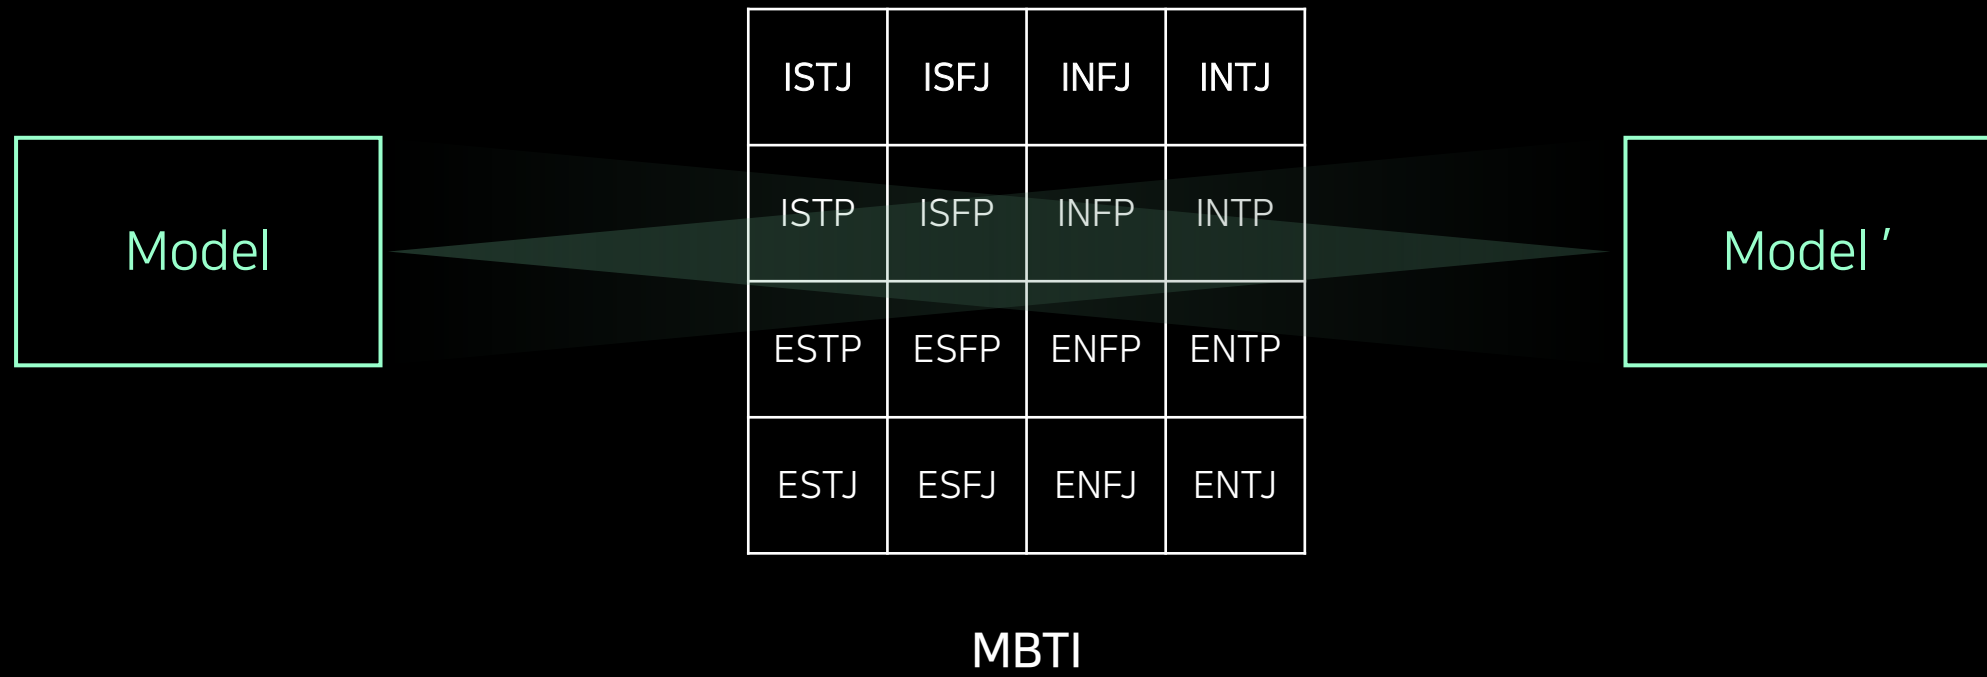 ISTJ ISFJ INFJ INTJ
ISTP ISFP INFP INTP
Model
Model ′
ESTP ESFP ENFP ENTP
ESTJ ESFJ ENFJ ENTJ
MBTI